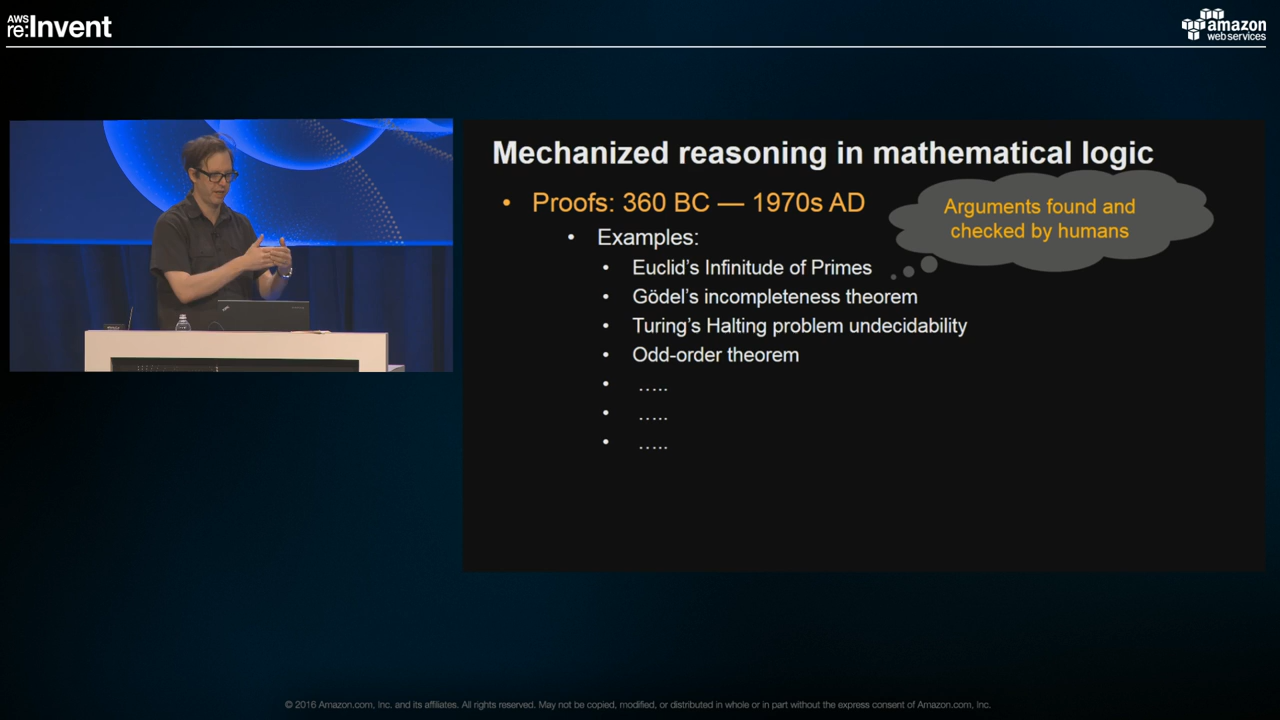 AWS
re:Invent
amazon
web services
Mechanized reasoning in mathematical logic
• Proofs: 360 BC — 1970s AD
Arguments found and
checked by humans
• Examples:
• Euclid’s Infinitude of Primes
• Gödel’s incompleteness theorem
• Turing’s Halting problem undecidability
• Odd-order theorem
• …..
• …..
• …..
© 2016 Amazon.com, Inc. and its affiliates. All rights reserved. May not be copied, modified, or distributed in whole or in part without the express consent of Amazon.com, Inc.